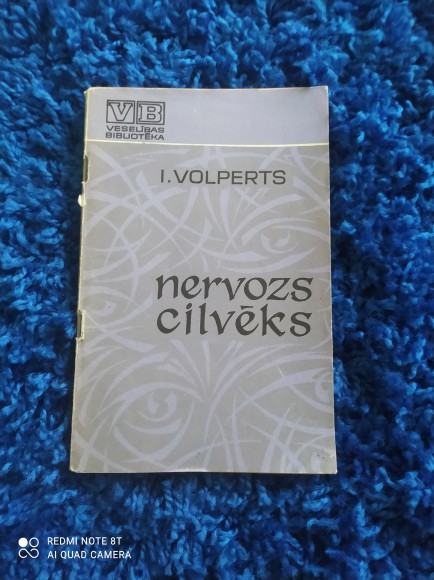 VB
VESELĪBAS
BIBLIOTĒKA
I.VOLPERTS
nervozs
cilvēks
REDMI NOTE 8T
AI QUAD CAMERA